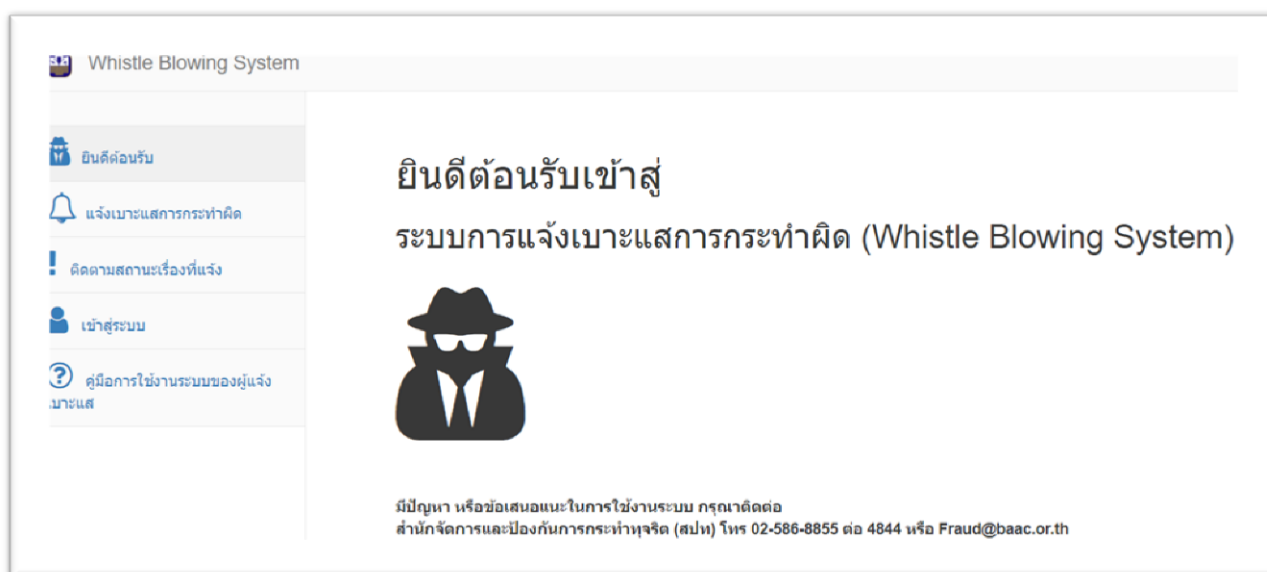 Whistle Blowing System
ยินดีต้อนรับ
แจ้งเบาะแสการกระทำผิด
ติดตามสถานะเรื่องที่แจ้ง
เข้าสู่ระบบ
คู่มือการใช้งานระบบของผู้แจ้ง
เบาะแส
ยินดีต้อนรับเข้าสู่
ระบบการแจ้งเบาะแสการกระทำผิด (Whistle Blowing System)
มีปัญหา หรือข้อเสนอแนะในการใช้งานระบบ กรุณาติดต่อ
สำนักจัดการและป้องกันการกระทำทุจริต (สปท) โทร 02-586-8855 ต่อ 4844 หรือ Fraud@baac.or.th